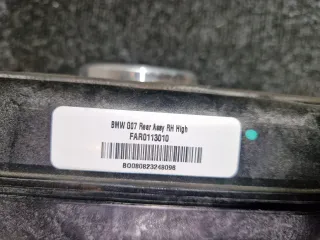 BMW G07 Rear Assy RH High
FAR0113010
BO080823248098